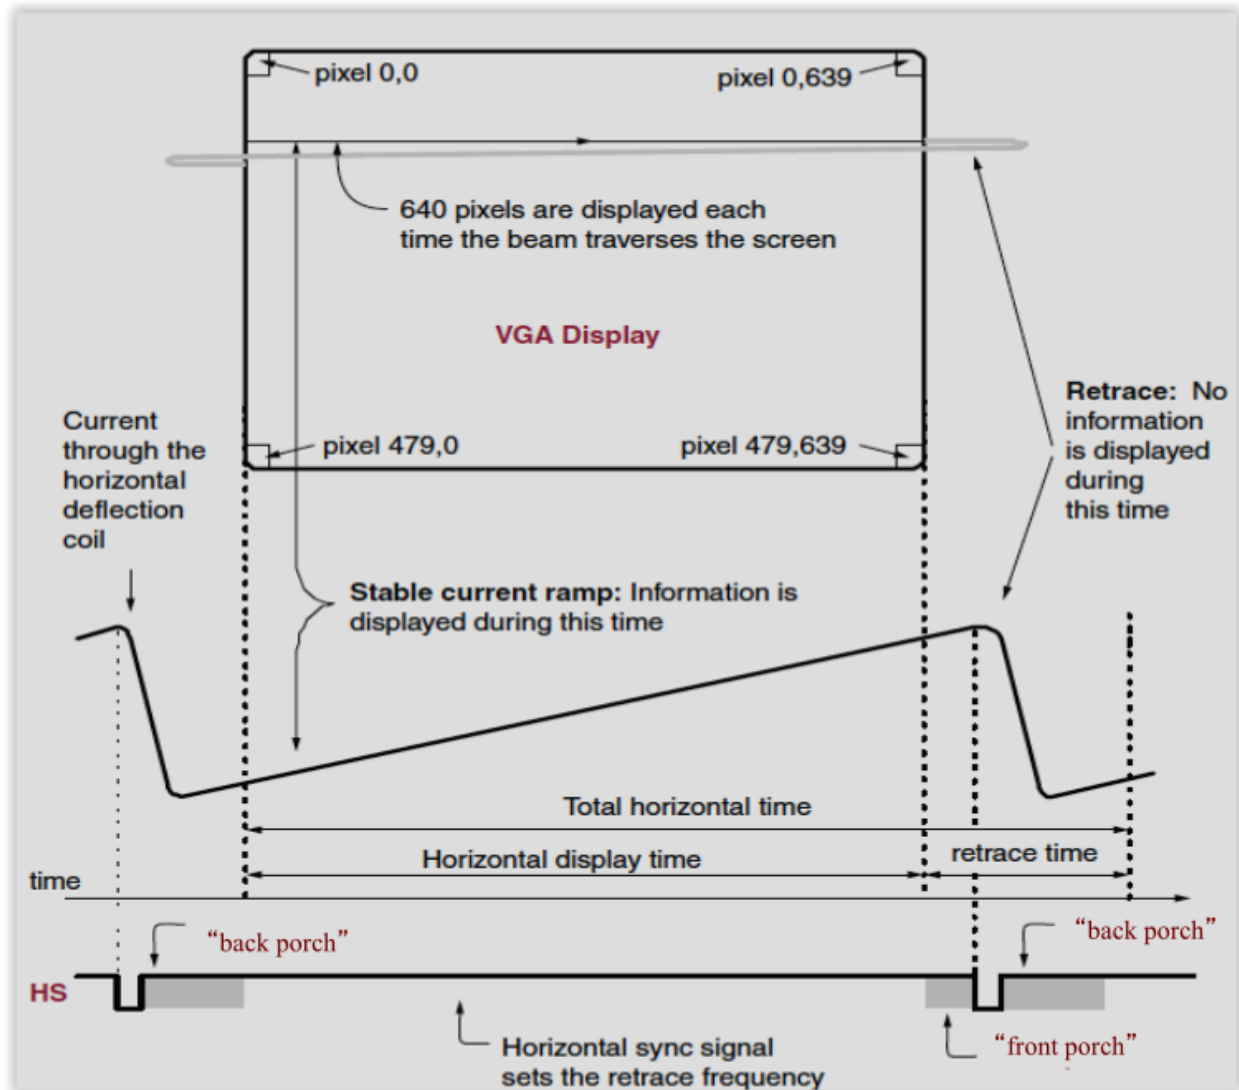 pixel 0,0
pixel 0,639
640 pixels are displayed each
time the beam traverses the screen
VGA Display
pixel 479,0
pixel 479,639
Current
through the
horizontal
deflection
coil
Retrace: No
information
is displayed
during
this time
Stable current ramp: Information is
displayed during this time
Total horizontal time
Horizontal display time
retrace time
time
“back porch”
“back porch”
HS
Horizontal sync signal
sets the retrace frequency
“front porch”